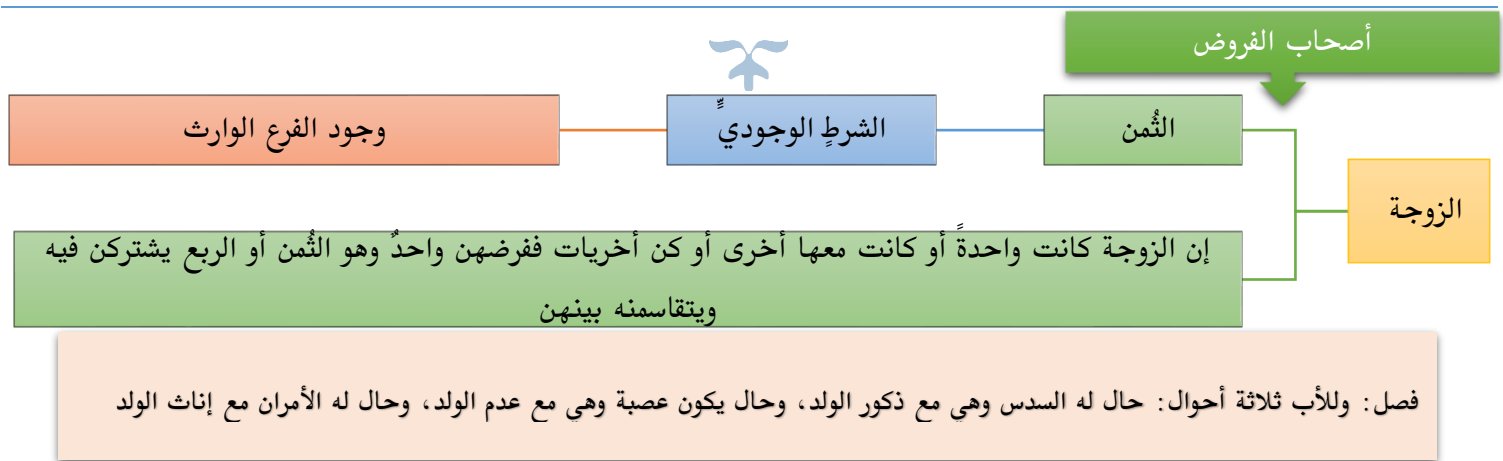 أصحاب الفروض
الزوجة
الثُمن
الشرطٍ الوجوديٍّ
وجود الفرع الوارث
إن الزوجة كانت واحدةً أو كانت معها أخرى أو كن أخريات ففرضهن واحدٌ وهو الثُمن أو الربع يشتركن فيه
ويتقاسمنه بينهن
فصل: وللأب ثلاثة أحوال: حال له السدس وهي مع ذكور الولد، وحال يكون عصبة وهي مع عدم الولد، وحال له الأمران مع إناث الولد